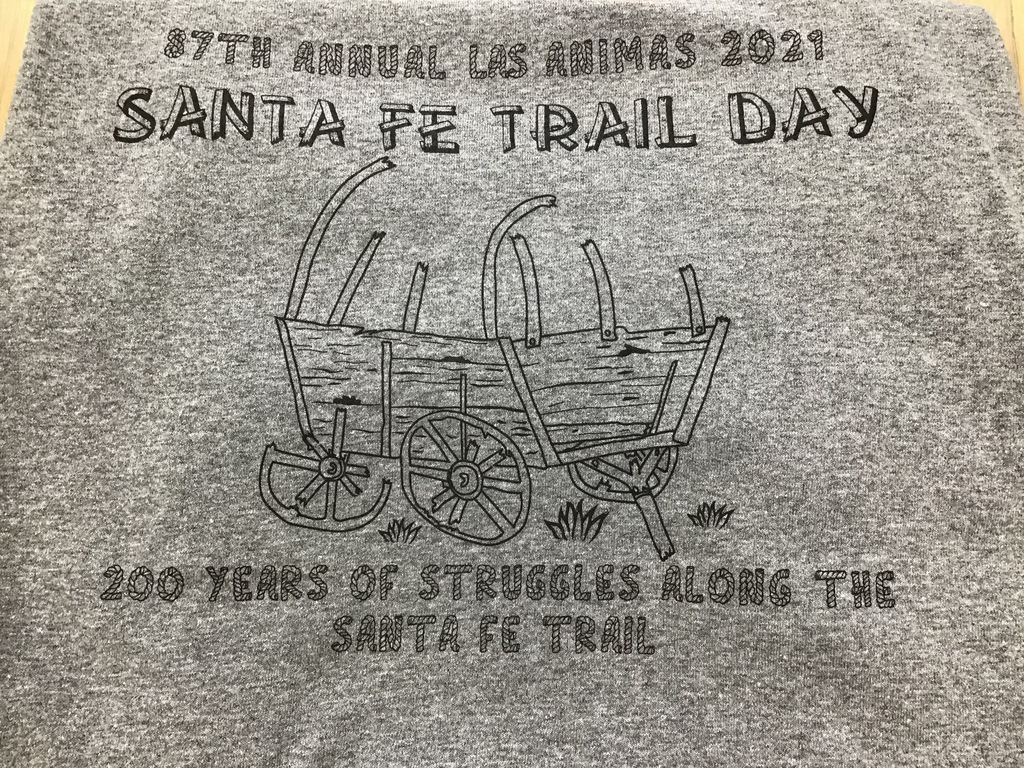 87TH ANNUAL LAS ANIMAS 2021
SANTA FE TRAIL DAY
200 YEARS OF STRUGGLES ALONG THE
SANTA FE TRAIL